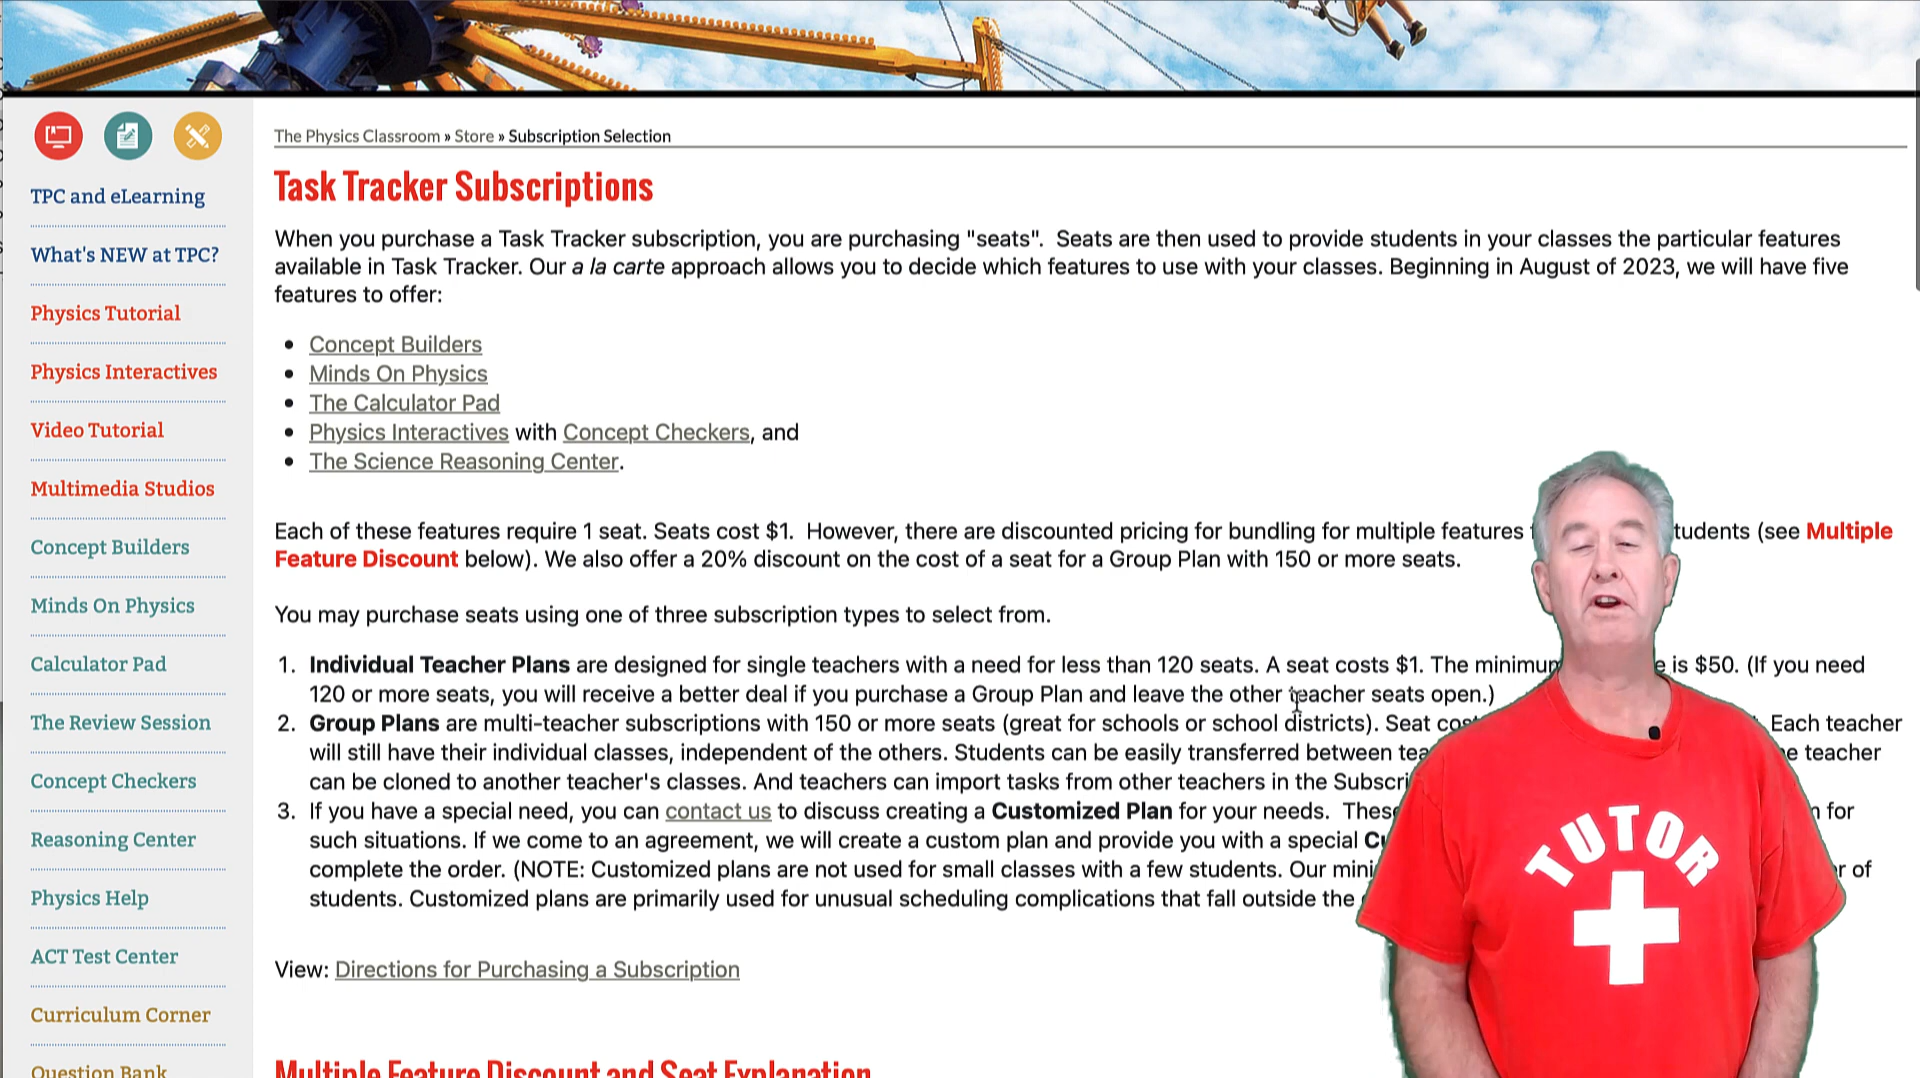 The Physics Classroom » Store » Subscription Selection
Task Tracker Subscriptions
When you purchase a Task Tracker subscription, you are purchasing "seats". Seats are then used to provide students in your classes the particular features
available in Task Tracker. Our a la carte approach allows you to decide which features to use with your classes. Beginning in August of 2023, we will have five
features to offer:
Concept Builders
Minds On Physics
The Calculator Pad
Physics Interactives with Concept Checkers, and
The Science Reasoning Center.
Each of these features require 1 seat. Seats cost $1. However, there are discounted pricing for bundling for multiple features tudents (see Multiple
Feature Discount below). We also offer a 20% discount on the cost of a seat for a Group Plan with 150 or more seats.
You may purchase seats using one of three subscription types to select from.
1. Individual Teacher Plans are designed for single teachers with a need for less than 120 seats. A seat costs $1. The minimum e is $50. (If you need
120 or more seats, you will receive a better deal if you purchase a Group Plan and leave the other teacher seats open.)
2. Group Plans are multi-teacher subscriptions with 150 or more seats (great for schools or school districts). Seat cos Each teacher
will still have their individual classes, independent of the others. Students can be easily transferred between tea e teacher
can be cloned to another teacher's classes. And teachers can import tasks from other teachers in the Subscri
3. If you have a special need, you can contact us to discuss creating a Customized Plan for your needs. These for
such situations. If we come to an agreement, we will create a custom plan and provide you with a special Cu
complete the order. (NOTE: Customized plans are not used for small classes with a few students. Our mini r of
students. Customized plans are primarily used for unusual scheduling complications that fall outside the
View: Directions for Purchasing a Subscription
Multiple Feature Discount and Seat Explanation
TPC and eLearning
What's NEW at TPC?
Physics Tutorial
Physics Interactives
Video Tutorial
Multimedia Studios
Concept Builders
Minds On Physics
Calculator Pad
The Review Session
Concept Checkers
Reasoning Center
Physics Help
ACT Test Center
Curriculum Corner
Question Bank
TUTOR